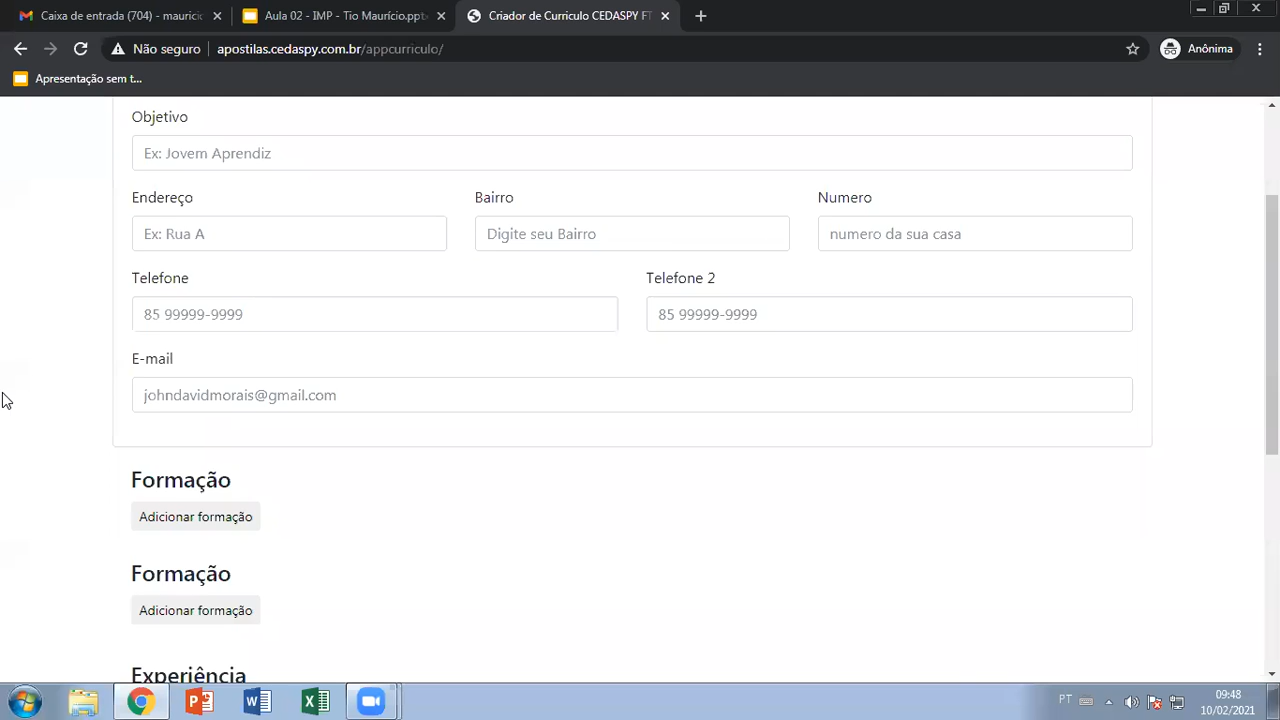 Caixa de entrada (704) - mauricio
Aula 02 - IMP - Tio Maurício.ppt
Criador de Curriculo CEDASPY FT
Não seguro
apostilas.cedaspy.com.br/appcurriculo/
Anônima
Apresentação sem t...
Objetivo
Ex: Jovem Aprendiz
Endereço Bairro Numero
Ex: Rua A Digite seu Bairro numero da sua casa
Telefone Telefone 2
85 99999-9999 85 99999-9999
E-mail
johndavidmorais@gmail.com
Formação
Adicionar formação
Formação
Adicionar formação
Experiência
PT
09:48
10/02/2021